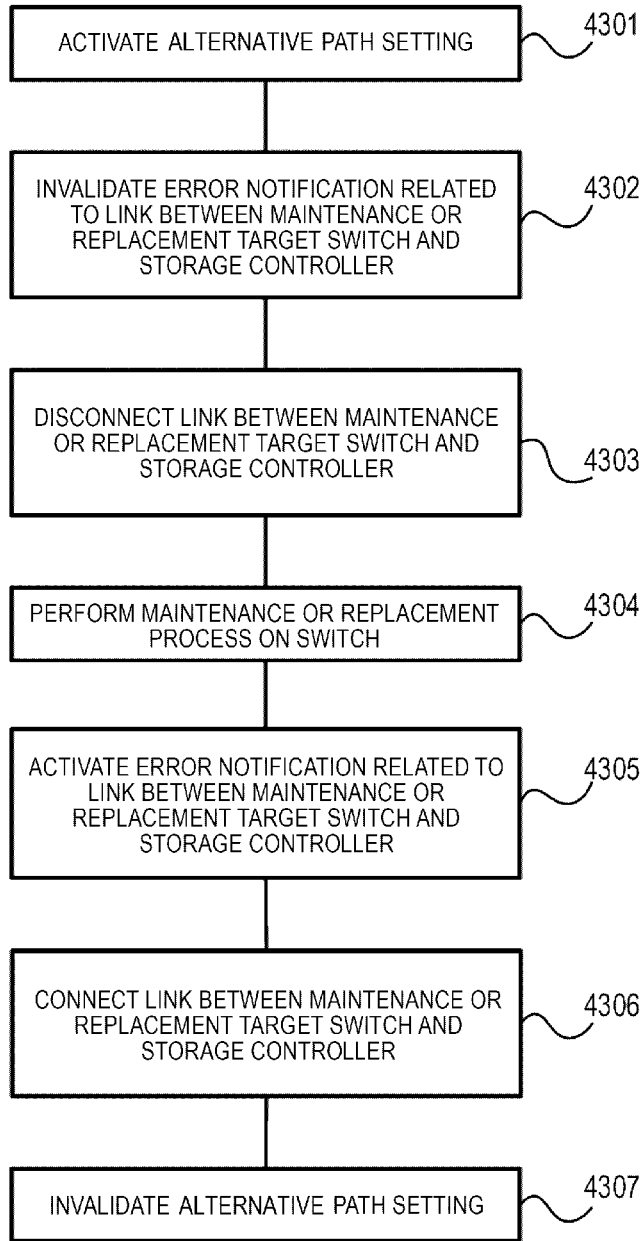 ACTIVATE ALTERNATIVE PATH SETTING
4301
INVALIDATE ERROR NOTIFICATION RELATED
TO LINK BETWEEN MAINTENANCE OR
REPLACEMENT TARGET SWITCH AND
STORAGE CONTROLLER
4302
DISCONNECT LINK BETWEEN MAINTENANCE
OR REPLACEMENT TARGET SWITCH AND
STORAGE CONTROLLER
4303
PERFORM MAINTENANCE OR REPLACEMENT
PROCESS ON SWITCH
4304
ACTIVATE ERROR NOTIFICATION RELATED TO
LINK BETWEEN MAINTENANCE OR
REPLACEMENT TARGET SWITCH AND
STORAGE CONTROLLER
4305
CONNECT LINK BETWEEN MAINTENANCE OR
REPLACEMENT TARGET SWITCH AND
STORAGE CONTROLLER
4306
INVALIDATE ALTERNATIVE PATH SETTING
4307